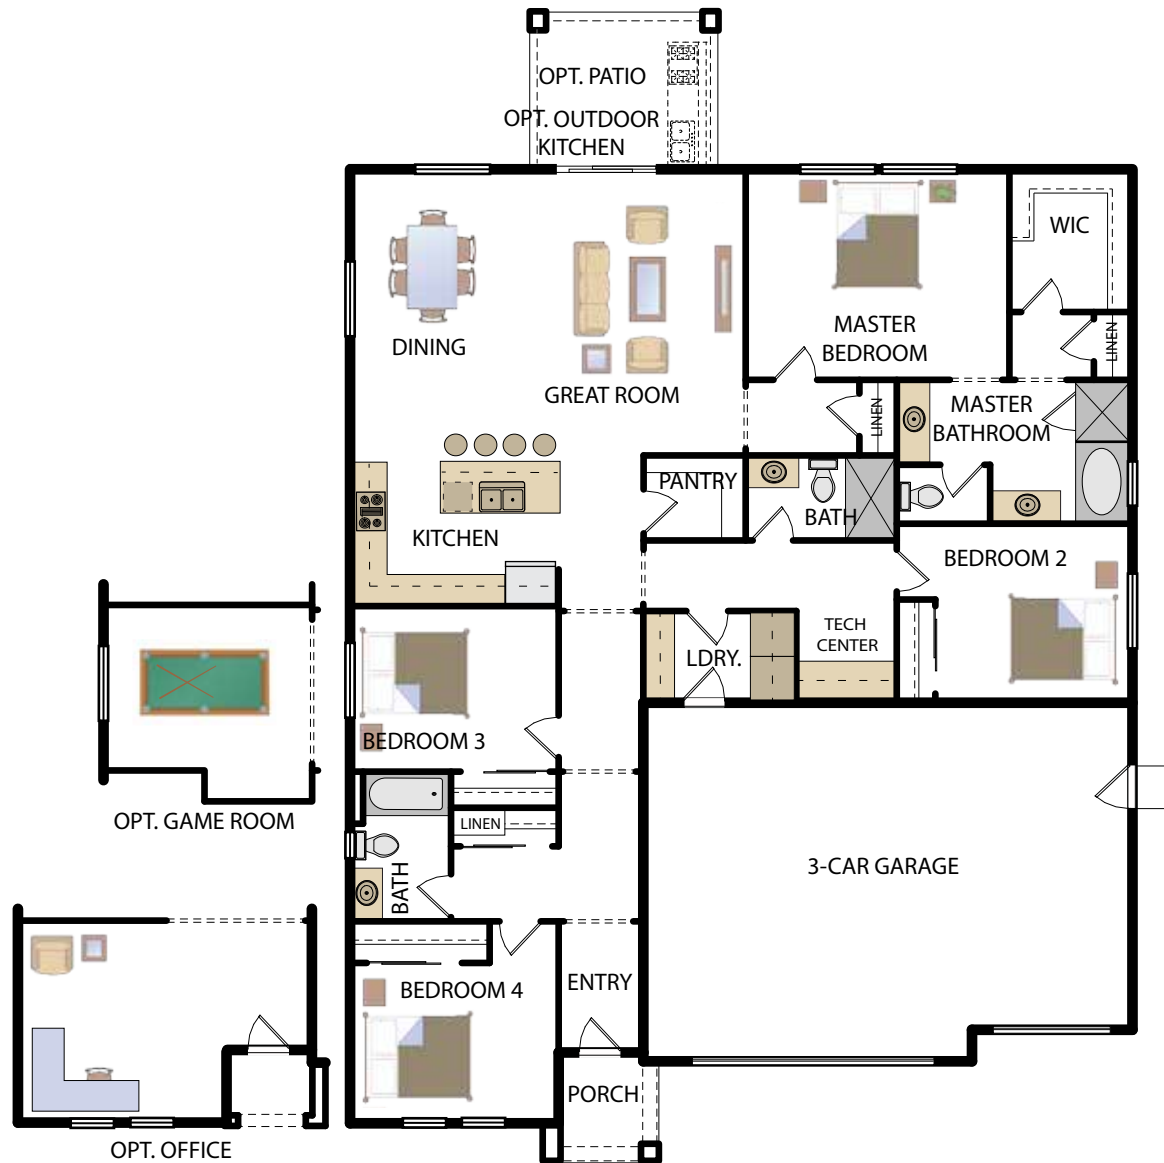 OPT. PATIO
OPT. OUTDOOR
KITCHEN
WIC
MASTER
BEDROOM
LINEN
DINING
GREAT ROOM
LINEN
MASTER
BATHROOM
PANTRY
BATH
KITCHEN
BEDROOM 2
TECH
CENTER
LDRY.
BEDROOM 3
OPT. GAME ROOM
LINEN
BATH
3-CAR GARAGE
ENTRY
BEDROOM 4
PORCH
OPT. OFFICE